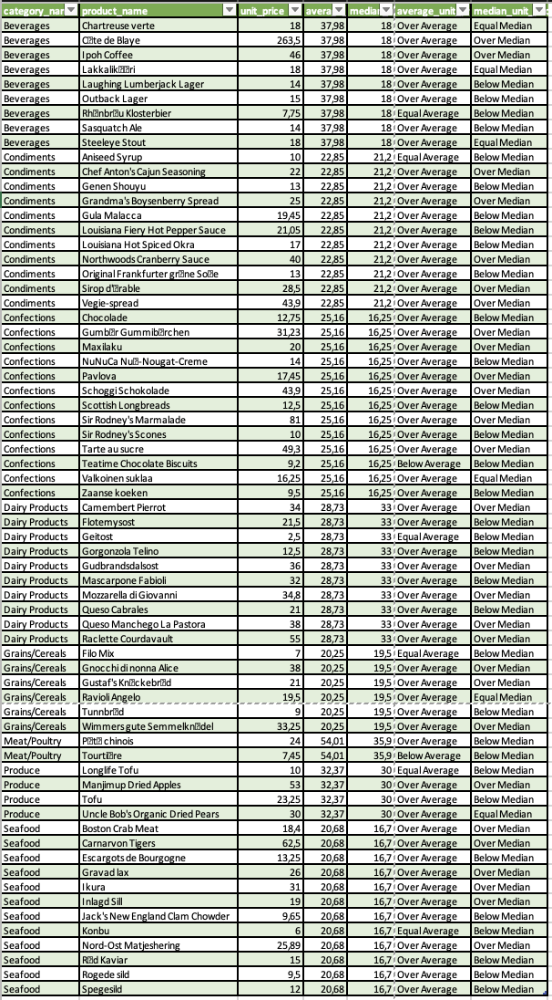 category_nar product_name unit_price avera median average_unit median_unit
Beverages Chartreuse verte 18 37,98 18 Over Average Equal Median
Beverages C�te de Blaye 263,5 37,98 18 Over Average Over Median
Beverages Ipoh Coffee 46 37,98 18 Over Average Over Median
Beverages Lakkalik��ri 18 37,98 18 Over Average Equal Median
Beverages Laughing Lumberjack Lager 14 37,98 18 Over Average Below Median
Beverages Outback Lager 15 37,98 18 Over Average Below Median
Beverages Rh�nbr�u Klosterbier 7,75 37,98 18 Equal Average Below Median
Beverages Sasquatch Ale 14 37,98 18 Over Average Below Median
Beverages Steeleye Stout 18 37,98 18 Over Average Equal Median
Condiments Aniseed Syrup 10 22,85 21,2 Equal Average Below Median
Condiments Chef Anton's Cajun Seasoning 22 22,85 21,2 Over Average Over Median
Condiments Genen Shouyu 13 22,85 21,2 Over Average Below Median
Condiments Grandma's Boysenberry Spread 25 22,85 21,2 Over Average Over Median
Condiments Gula Malacca 19,45 22,85 21,2 Over Average Below Median
Condiments Louisiana Fiery Hot Pepper Sauce 21,05 22,85 21,2 Over Average Below Median
Condiments Louisiana Hot Spiced Okra 17 22,85 21,2 Over Average Below Median
Condiments Northwoods Cranberry Sauce 40 22,85 21,2 Over Average Over Median
Condiments Original Frankfurter gr�ne So�e 13 22,85 21,2 Over Average Below Median
Condiments Sirop d'�rable 28,5 22,85 21,2 Over Average Over Median
Condiments Vegie-spread 43,9 22,85 21,2 Over Average Over Median
Confections Chocolade 12,75 25,16 16,25 Over Average Below Median
Confections Gumb�r Gummib�rchen 31,23 25,16 16,25 Over Average Over Median
Confections Maxilaku 20 25,16 16,25 Over Average Over Median
Confections NuNuCa Nu�-Nougat-Creme 14 25,16 16,25 Over Average Below Median
Confections Pavlova 17,45 25,16 16,25 Over Average Over Median
Confections Schoggi Schokolade 43,9 25,16 16,25 Over Average Over Median
Confections Scottish Longbreads 12,5 25,16 16,25 Over Average Below Median
Confections Sir Rodney's Marmalade 81 25,16 16,25 Over Average Over Median
Confections Sir Rodney's Scones 10 25,16 16,25 Over Average Below Median
Confections Tarte au sucre 49,3 25,16 16,25 Over Average Over Median
Confections Teatime Chocolate Biscuits 9,2 25,16 16,25 Below Average Below Median
Confections Valkoinen suklaa 16,25 25,16 16,25 Over Average Equal Median
Confections Zaanse koeken 9,5 25,16 16,25 Over Average Below Median
Dairy Products Camembert Pierrot 34 28,73 33 Over Average Over Median
Dairy Products Flotemysost 21,5 28,73 33 Over Average Below Median
Dairy Products Geitost 2,5 28,73 33 Equal Average Below Median
Dairy Products Gorgonzola Telino 12,5 28,73 33 Over Average Below Median
Dairy Products Gudbrandsdalsost 36 28,73 33 Over Average Over Median
Dairy Products Mascarpone Fabioli 32 28,73 33 Over Average Below Median
Dairy Products Mozzarella di Giovanni 34,8 28,73 33 Over Average Over Median
Dairy Products Queso Cabrales 21 28,73 33 Over Average Below Median
Dairy Products Queso Manchego La Pastora 38 28,73 33 Over Average Over Median
Dairy Products Raclette Courdavault 55 28,73 33 Over Average Over Median
Grains/Cereals Filo Mix 7 20,25 19,5 Equal Average Below Median
Grains/Cereals Gnocchi di nonna Alice 38 20,25 19,5 Over Average Over Median
Grains/Cereals Gustaf's Kn�ckebr�d 21 20,25 19,5 Over Average Over Median
Grains/Cereals Ravioli Angelo 19,5 20,25 19,5 Over Average Equal Median
Grains/Cereals Tunnbr�d 9 20,25 19,5 Over Average Below Median
Grains/Cereals Wimmers gute Semmelkn�del 33,25 20,25 19,5 Over Average Over Median
Meat/Poultry P�t� chinois 24 54,01 35,9 Over Average Below Median
Meat/Poultry Tourti�re 7,45 54,01 35,9 Below Average Below Median
Produce Longlife Tofu 10 32,37 30 Equal Average Below Median
Produce Manjimup Dried Apples 53 32,37 30 Over Average Over Median
Produce Tofu 23,25 32,37 30 Over Average Below Median
Produce Uncle Bob's Organic Dried Pears 30 32,37 30 Over Average Equal Median
Seafood Boston Crab Meat 18,4 20,68 16,7 Over Average Over Median
Seafood Carnarvon Tigers 62,5 20,68 16,7 Over Average Over Median
Seafood Escargots de Bourgogne 13,25 20,68 16,7 Over Average Below Median
Seafood Gravad lax 26 20,68 16,7 Over Average Over Median
Seafood Ikura 31 20,68 16,7 Over Average Over Median
Seafood Inlagd Sill 19 20,68 16,7 Over Average Over Median
Seafood Jack's New England Clam Chowder 9,65 20,68 16,7 Over Average Below Median
Seafood Konbu 6 20,68 16,7 Equal Average Below Median
Seafood Nord-Ost Matjeshering 25,89 20,68 16,7 Over Average Over Median
Seafood R�d Kaviar 15 20,68 16,7 Over Average Below Median
Seafood Rogede sild 9,5 20,68 16,7 Over Average Below Median
Seafood Spegesild 12 20,68 16,7 Over Average Below Median